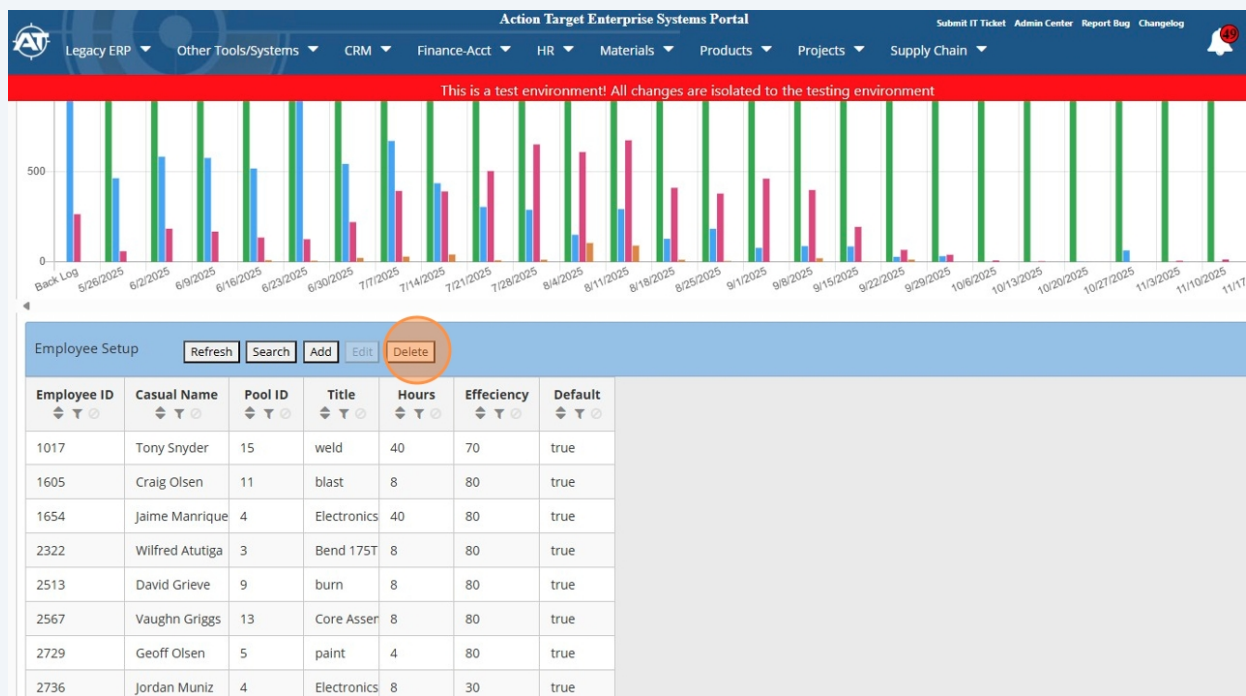 Action Target Enterprise Systems Portal
Submit IT Ticket Admin Center Report Bug Changelog
AT
49
Legacy ERP Other Tools/Systems CRM Finance-Acct HR Materials Products Projects Supply Chain
This is a test environment! All changes are isolated to the testing environment
500
0
Back Log 5/26/2025 6/2/2025 6/9/2025 6/16/2025 6/23/2025 6/30/2025 7/7/2025 7/14/2025 7/21/2025 7/28/2025 8/4/2025 8/11/2025 8/18/2025 8/25/2025 9/1/2025 9/8/2025 9/15/2025 9/22/2025 9/29/2025 10/6/2025 10/13/2025 10/20/2025 10/27/2025 11/3/2025 11/10/2025 11/17
Employee Setup Refresh Search Add Edit Delete
Employee ID Casual Name Pool ID Title Hours Effeciency Default
1017 Tony Snyder 15 weld 40 70 true
1605 Craig Olsen 11 blast 8 80 true
1654 Jaime Manrique 4 Electronics 40 80 true
2322 Wilfred Atutiga 3 Bend 175T 8 80 true
2513 David Grieve 9 burn 8 80 true
2567 Vaughn Griggs 13 Core Asser 8 80 true
2729 Geoff Olsen 5 paint 4 80 true
2736 Jordan Muniz 4 Electronics 8 30 true